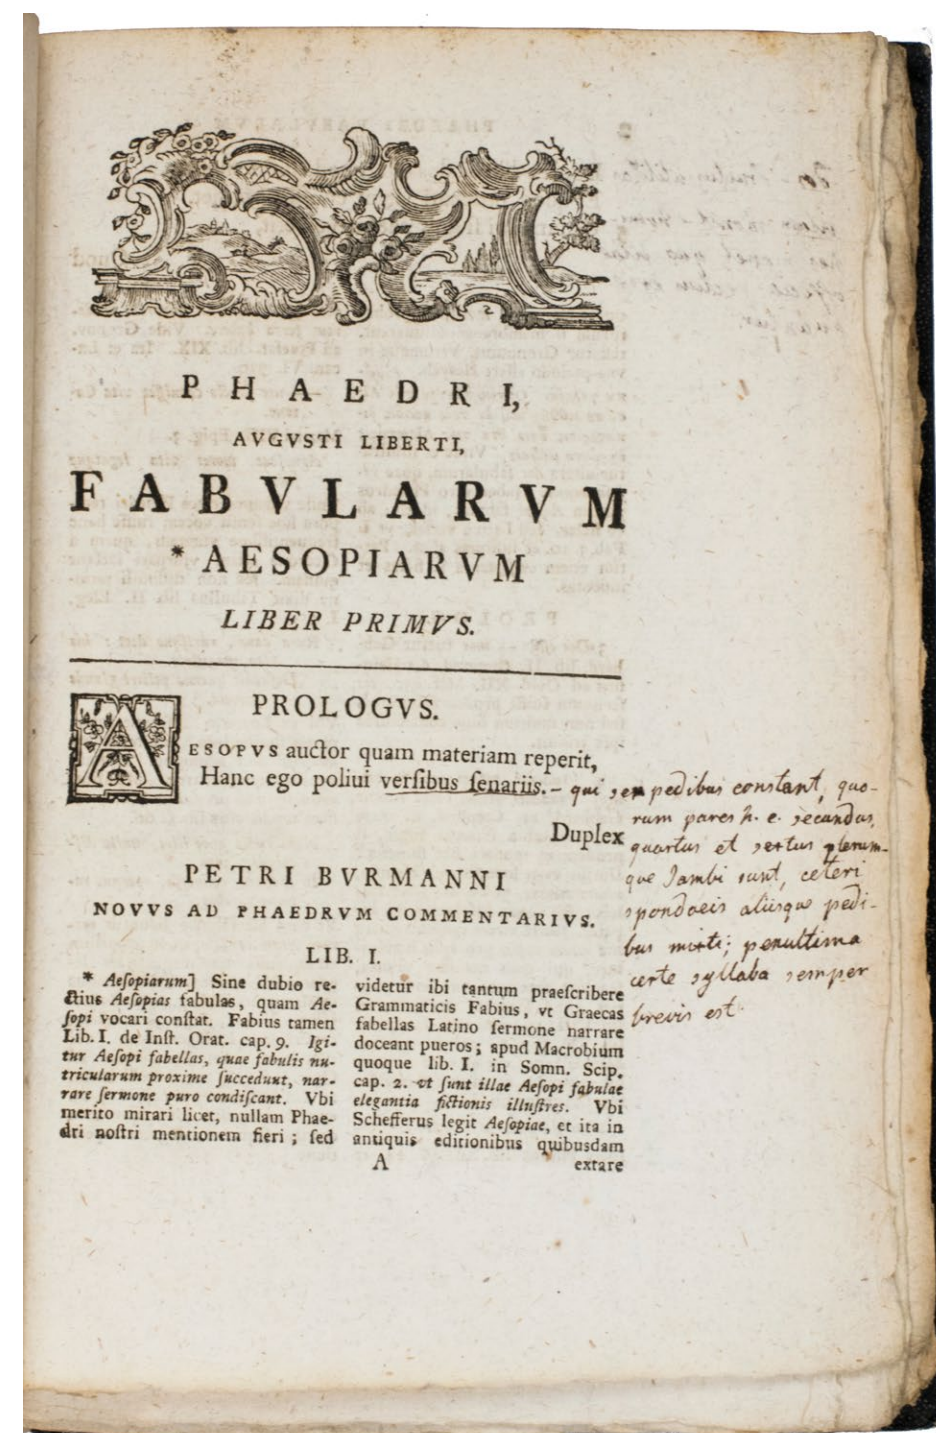 PHAEDRI,
AVGVSTI LIBERTI,
FABVLARVM
*AESOPIARVM
LIBER PRIMVS.
PROLOGVS.
AESOPVS auctor quam materiam reperit,
Hanc ego poliui verſibus ſenariis. – qui sex pedibus constant, quo-
rum pares h. e. secundus,
Duplex
quartus et sextus plerum-
que Jambi sunt, ceteri
spondaeis aliisque pedi-
bus mixti; penultima
certe syllaba semper
brevis est
PETRI BVRMANNI
NOVVS AD PHAEDRVM COMMENTARIVS.
LIB. I.
* Aeſopiarum] Sine dubio re-
ctius Aeſopias fabulas, quam Ae-
ſopi vocari conſtat. Fabius tamen
Lib. I. de Inſt. Orat. cap. 9. Igi-
tur Aeſopi fabellas, quae fabulis nu-
tricularum proxime ſuccedunt, nar-
rare ſermone puro condiſcant. Vbi
merito mirari licet, nullam Phae-
dri noſtri mentionem fieri ; ſed
videtur ibi tantum praeſcribere
Grammaticis Fabius, vt Graecas
fabellas Latino ſermone narrare
doceant pueros ; apud Macrobium
quoque lib. I. in Somn. Scip.
cap. 2. vt ſunt illae Aeſopi fabulae
elegantia fictionis illuſtres. Vbi
Schefferus legit Aeſopiae, et ita in
antiquis editionibus quibusdam
A
extare
2